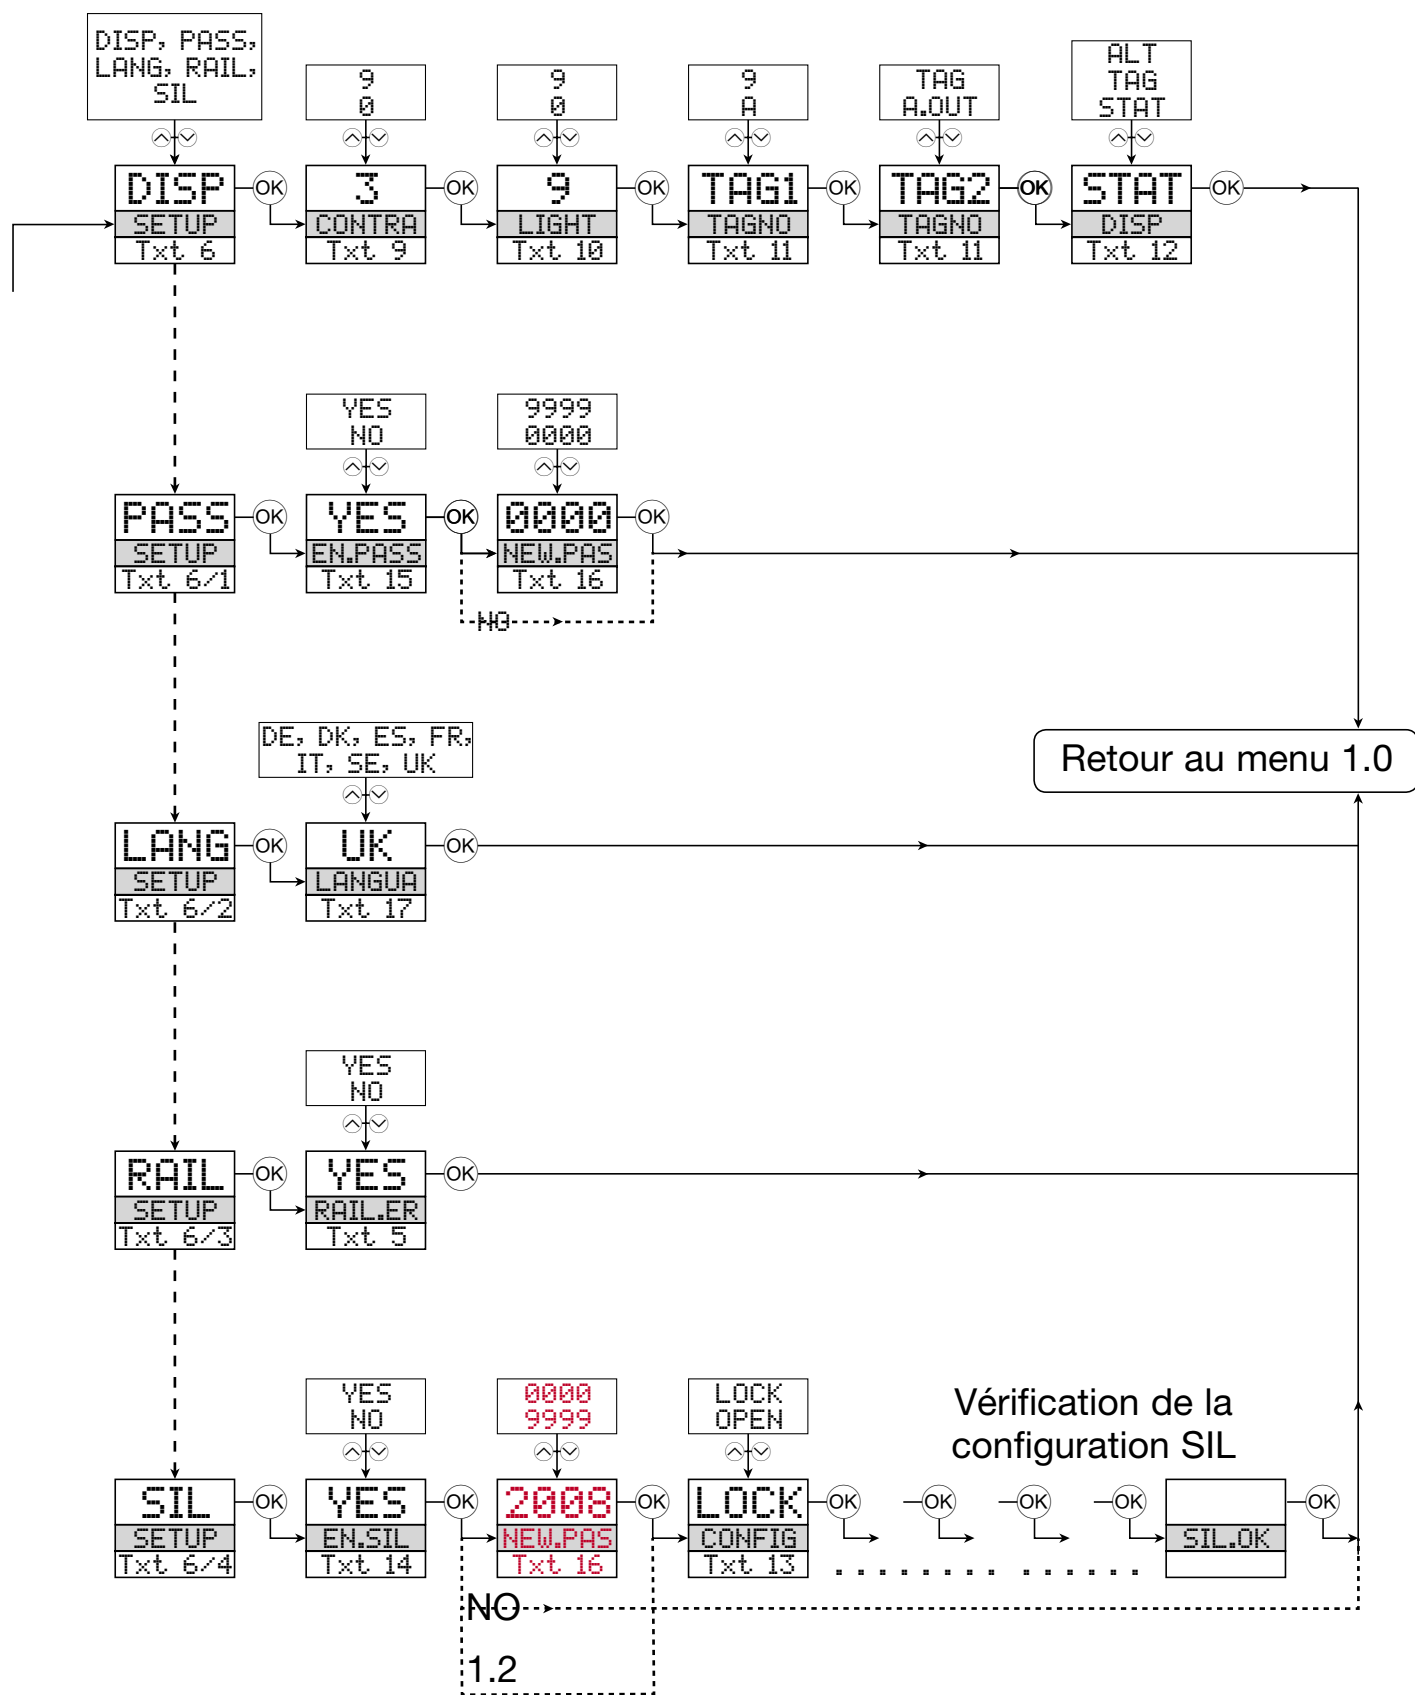 DISP, PASS,
LANG, RAIL,
SIL
9
0
9
0
9
A
TAG
A.OUT
ALT
TAG
STAT
DISP
SETUP
Txt 6
OK
3
CONTRA
Txt 9
OK
9
LIGHT
Txt 10
OK
TAG1
TAGNO
Txt 11
OK
TAG2
TAGNO
Txt 11
OK
STAT
DISP
Txt 12
OK
YES
NO
9999
0000
PASS
SETUP
Txt 6/1
OK
YES
EN.PASS
Txt 15
OK
0000
NEW.PAS
Txt 16
OK
NO
DE, DK, ES, FR,
IT, SE, UK
Retour au menu 1.0
LANG
SETUP
Txt 6/2
OK
UK
LANGUA
Txt 17
OK
YES
NO
RAIL
SETUP
Txt 6/3
OK
YES
RAIL.ER
Txt 5
OK
YES
NO
0000
9999
LOCK
OPEN
Vérification de la
configuration SIL
SIL
SETUP
Txt 6/4
OK
YES
EN.SIL
Txt 14
OK
2008
NEW.PAS
Txt 16
OK
LOCK
CONFIG
Txt 13
OK
OK
OK
OK
SIL.OK
OK
NO
1.2